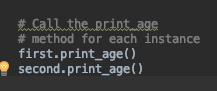 # Call the print_age
# method for each instance
first.print_age()
second.print_age()